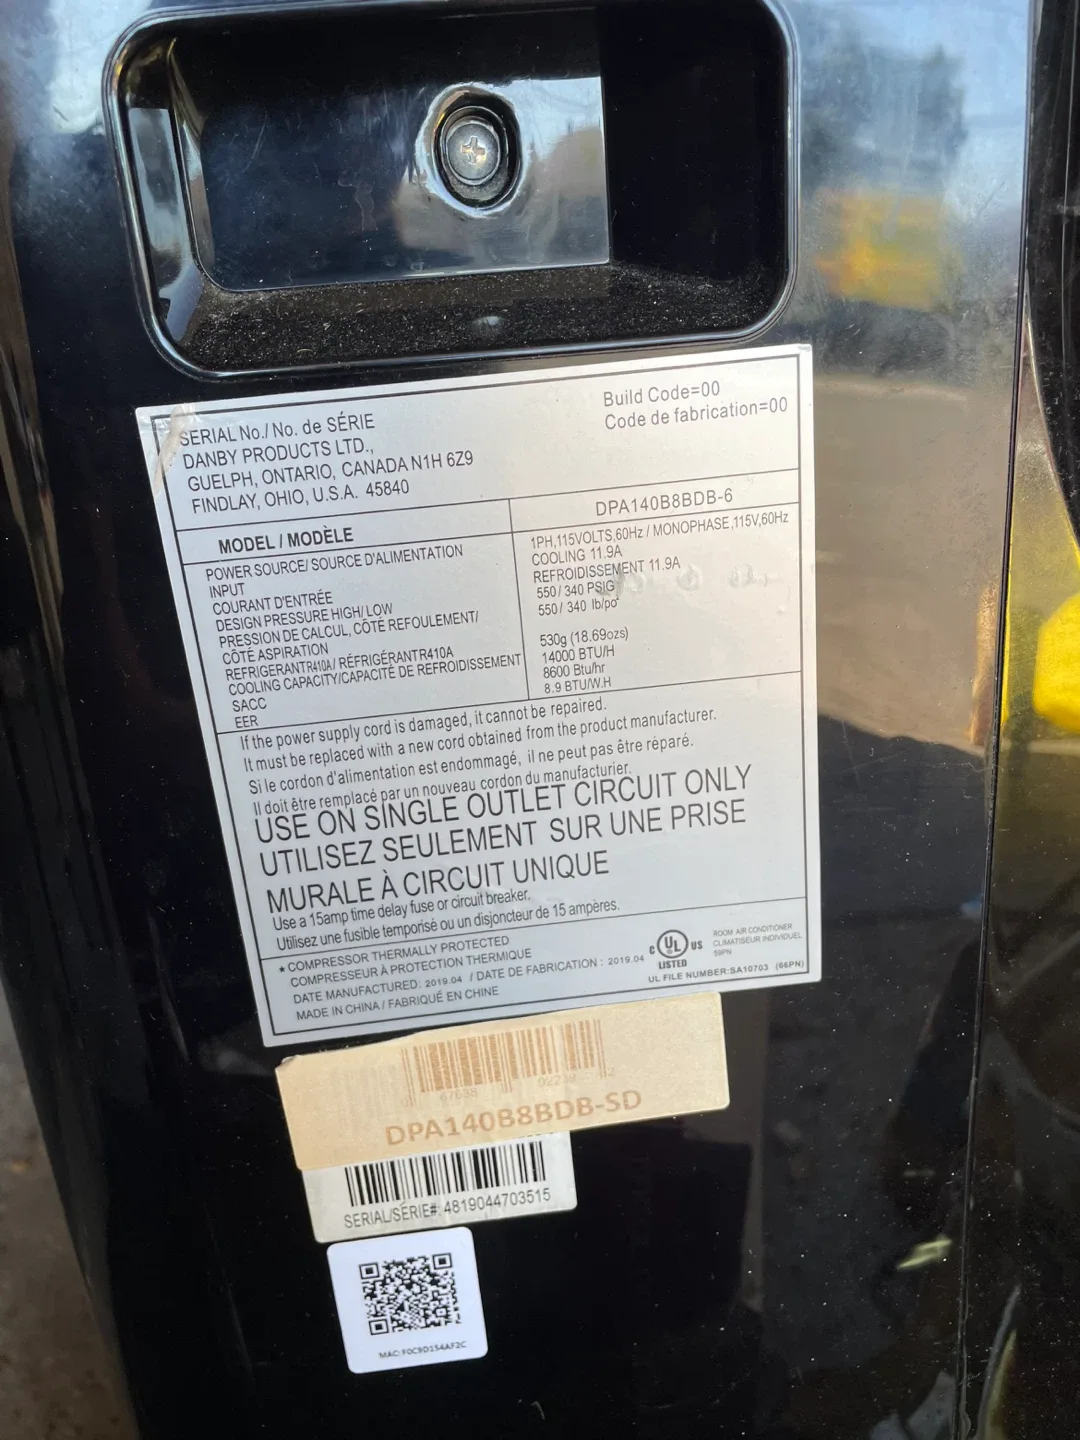 SERIAL No./ No. de SÉRIE
DANBY PRODUCTS LTD.,
GUELPH, ONTARIO, CANADA N1H 6Z9
FINDLAY, OHIO, U.S.A. 45840
Build Code=00
Code de fabrication=00
MODEL / MODÈLE
DPA140B8BDB-6
POWER SOURCE/ SOURCE D'ALIMENTATION
1PH,115VOLTS,60Hz / MONOPHASE,115V,60Hz
INPUT
COOLING 11.9A
COURANT D'ENTRÉE
REFROIDISSEMENT 11.9A
DESIGN PRESSURE HIGH/ LOW
550/ 340 PSIG
PRESSION DE CALCUL, CÔTÉ REFOULEMENT/
CÔTÉ ASPIRATION
550/ 340 lb/po²
REFRIGERANTR410A/ RÉFRIGÉRANTR410A
530g (18.69ozs)
COOLING CAPACITY/CAPACITÉ DE REFROIDISSEMENT
14000 BTU/H
SACC
8600 Btu/hr
EER
8.9 BTU/W.H
If the power supply cord is damaged, it cannot be repaired.
It must be replaced with a new cord obtained from the product manufacturer.
Si le cordon d'alimentation est endommagé, il ne peut pas être réparé.
Il doit être remplacé par un nouveau cordon du manufacturier.
USE ON SINGLE OUTLET CIRCUIT ONLY
UTILISEZ SEULEMENT SUR UNE PRISE
MURALE À CIRCUIT UNIQUE
Use a 15amp time delay fuse or circuit breaker.
Utilisez une fusible temporisé ou un disjoncteur de 15 ampères.
★ COMPRESSOR THERMALLY PROTECTED
COMPRESSEUR À PROTECTION THERMIQUE
DATE MANUFACTURED: 2019.04 / DATE DE FABRICATION : 2019.04
MADE IN CHINA / FABRIQUÉ EN CHINE
C UL US
LISTED
ROOM AIR CONDITIONER
CLIMATISEUR INDIVIDUEL
59PN
UL FILE NUMBER:SA10703 (66PN)
DPA140B8BDB-SD
SERIAL/SÉRIE#: 4819044703515
MAC: F0C9D154AF2C